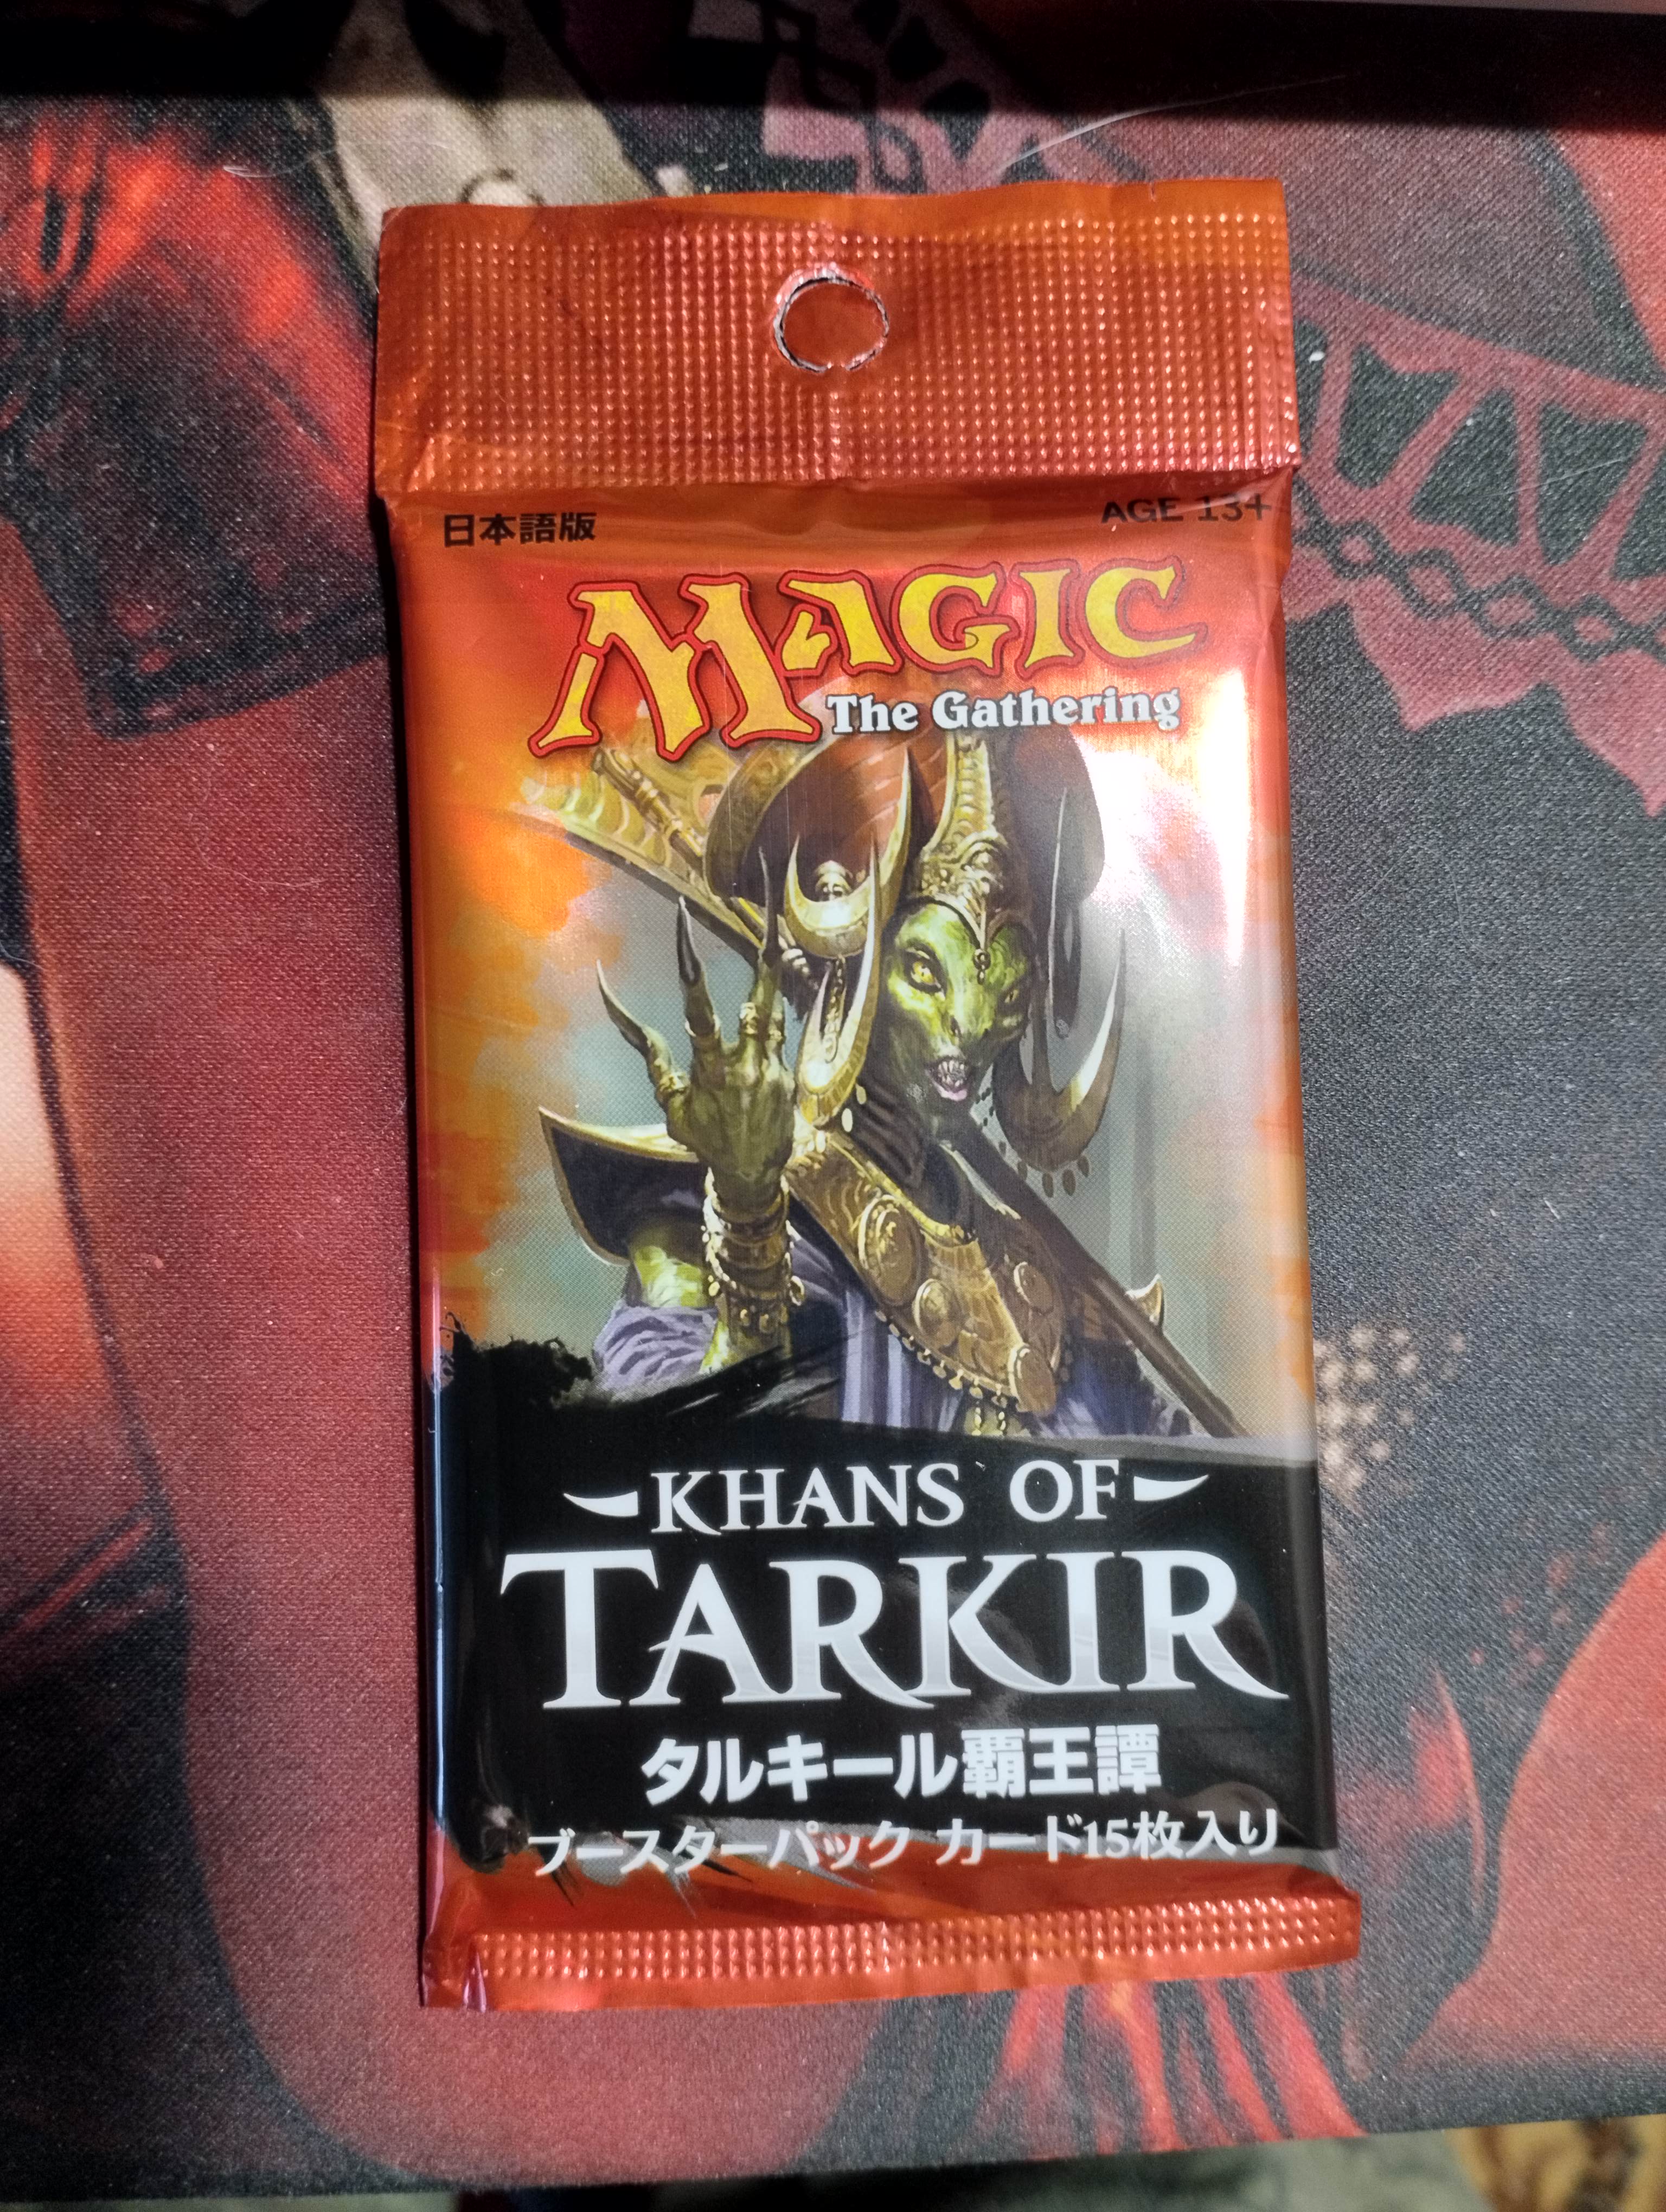 日本語版
AGE 13+
MAGIC
The Gathering
KHANS OF
TARKIR
タルキール覇王譚
ブースターパック カード15枚入り